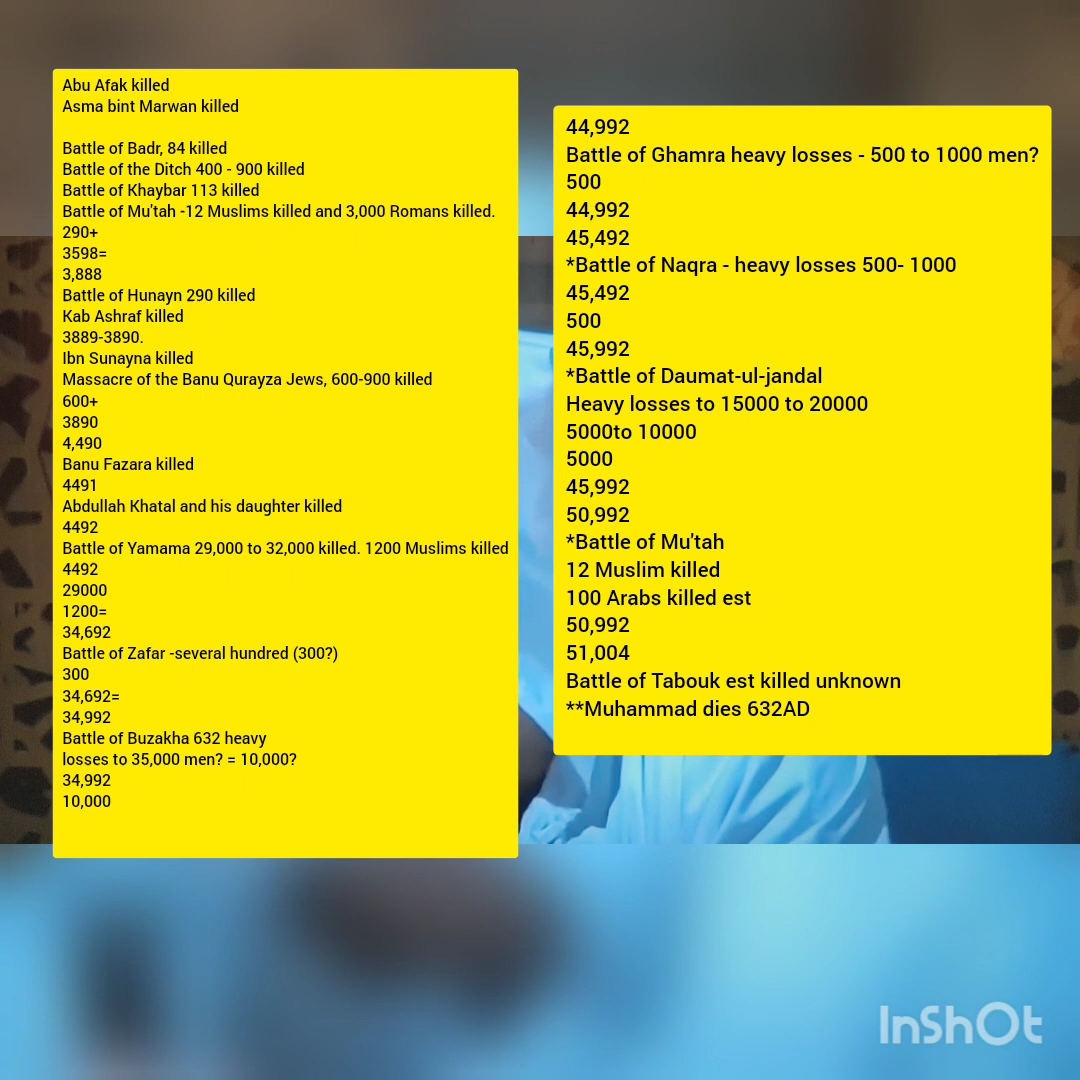 Abu Afak killed
Asma bint Marwan killed
Battle of Badr, 84 killed
Battle of the Ditch 400 - 900 killed
Battle of Khaybar 113 killed
Battle of Mu'tah -12 Muslims killed and 3,000 Romans killed.
290+
3598=
3,888
Battle of Hunayn 290 killed
Kab Ashraf killed
3889-3890.
Ibn Sunayna killed
Massacre of the Banu Qurayza Jews, 600-900 killed
600+
3890
4,490
Banu Fazara killed
4491
Abdullah Khatal and his daughter killed
4492
Battle of Yamama 29,000 to 32,000 killed. 1200 Muslims killed
4492
29000
1200=
34,692
Battle of Zafar -several hundred (300?)
300
34,692=
34,992
Battle of Buzakha 632 heavy
losses to 35,000 men? = 10,000?
34,992
10,000
44,992
Battle of Ghamra heavy losses - 500 to 1000 men?
500
44,992
45,492
*Battle of Naqra - heavy losses 500- 1000
45,492
500
45,992
*Battle of Daumat-ul-jandal
Heavy losses to 15000 to 20000
5000to 10000
5000
45,992
50,992
*Battle of Mu'tah
12 Muslim killed
100 Arabs killed est
50,992
51,004
Battle of Tabouk est killed unknown
**Muhammad dies 632AD
InShOt